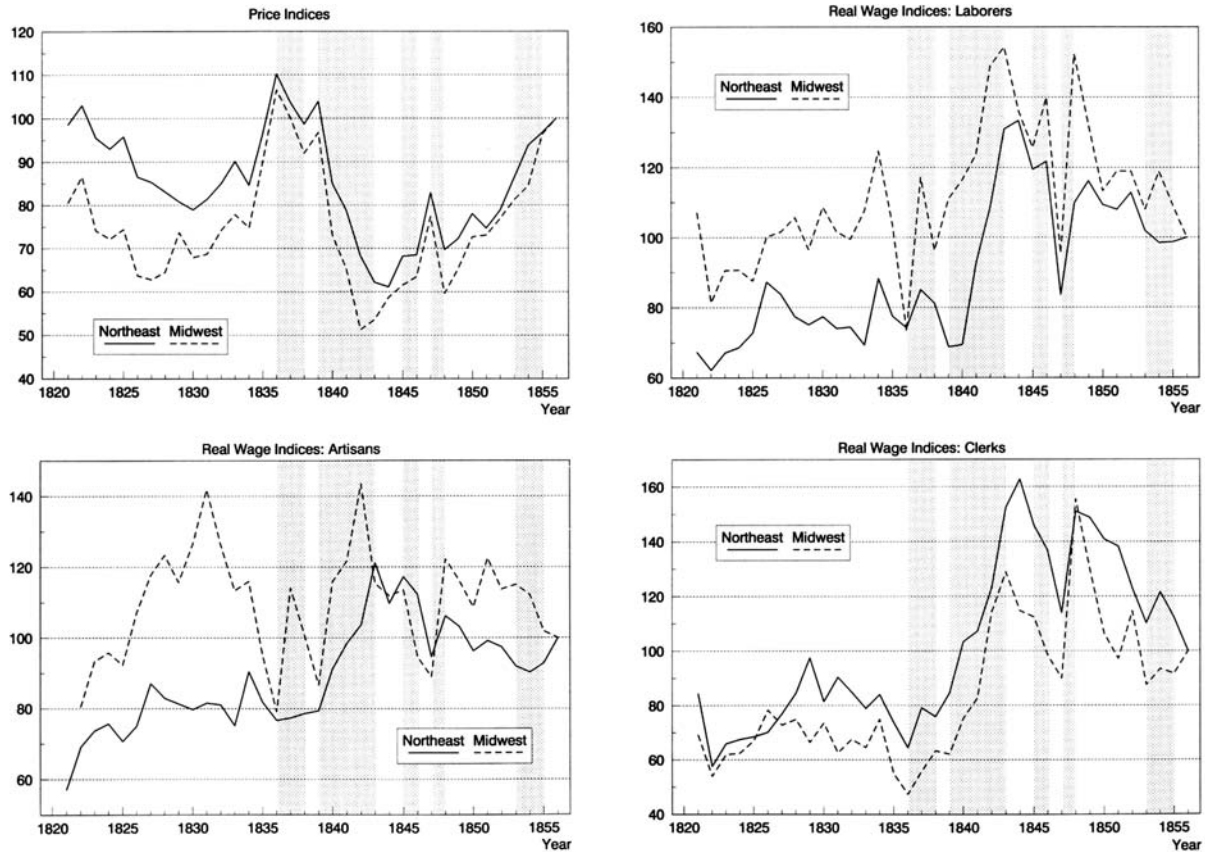 Price Indices
120
110
100
90
80
70
60
50
40
Northeast Midwest
1820 1825 1830 1835 1840 1845 1850 1855
Year
Real Wage Indices: Laborers
160
140
120
100
80
60
Northeast Midwest
1820 1825 1830 1835 1840 1845 1850 1855
Year
Real Wage Indices: Artisans
140
120
100
80
60
Northeast Midwest
1820 1825 1830 1835 1840 1845 1850 1855
Year
Real Wage Indices: Clerks
160
140
120
100
80
60
40
Northeast Midwest
1820 1825 1830 1835 1840 1845 1850 1855
Year